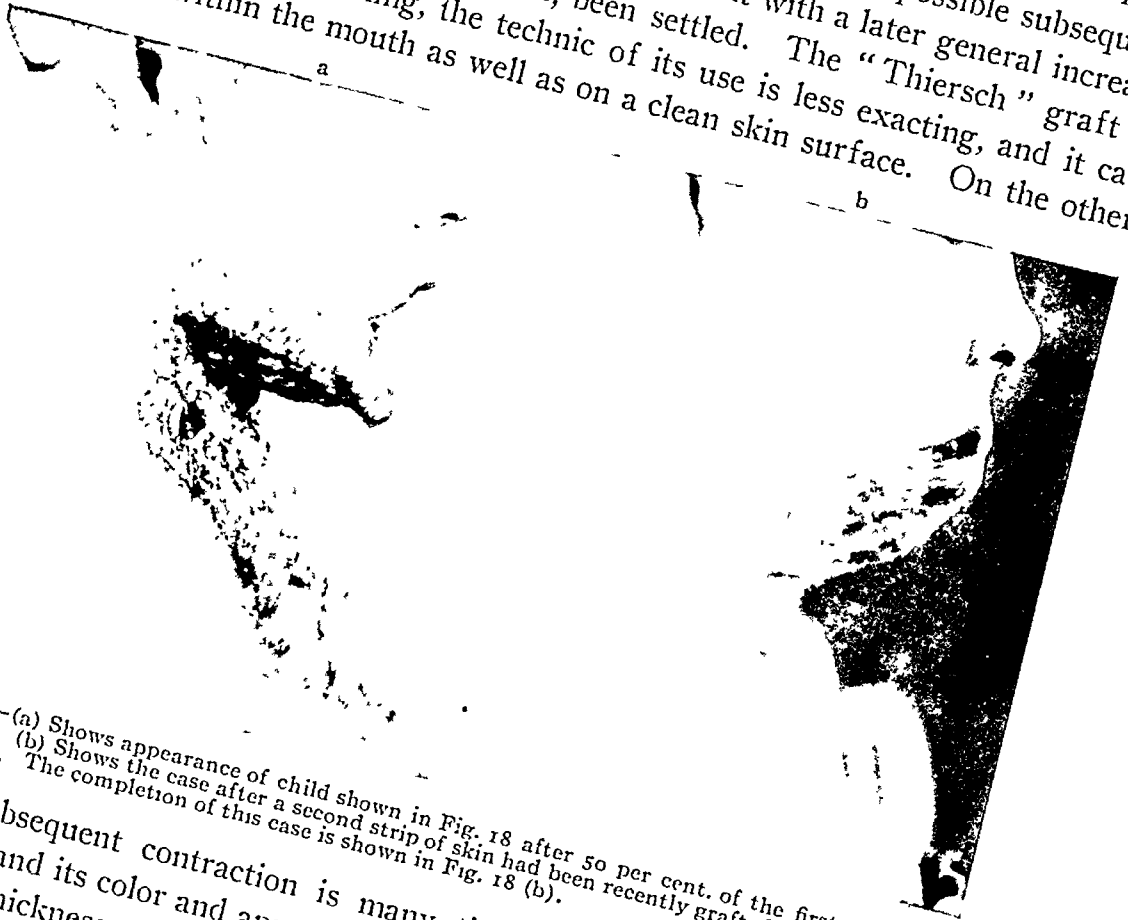 possible subsequ
with a later general increa
been settled. The “Thiersch” graft
the technic of its use is less exacting, and it ca
within the mouth as well as on a clean skin surface. On the other
a
b
—(a) Shows appearance of child shown in Fig. 18 after 50 per cent. of the first
(b) Shows the case after a second strip of skin had been recently graft
The completion of this case is shown in Fig. 18 (b).
bsequent contraction is many
and its color and
hickness